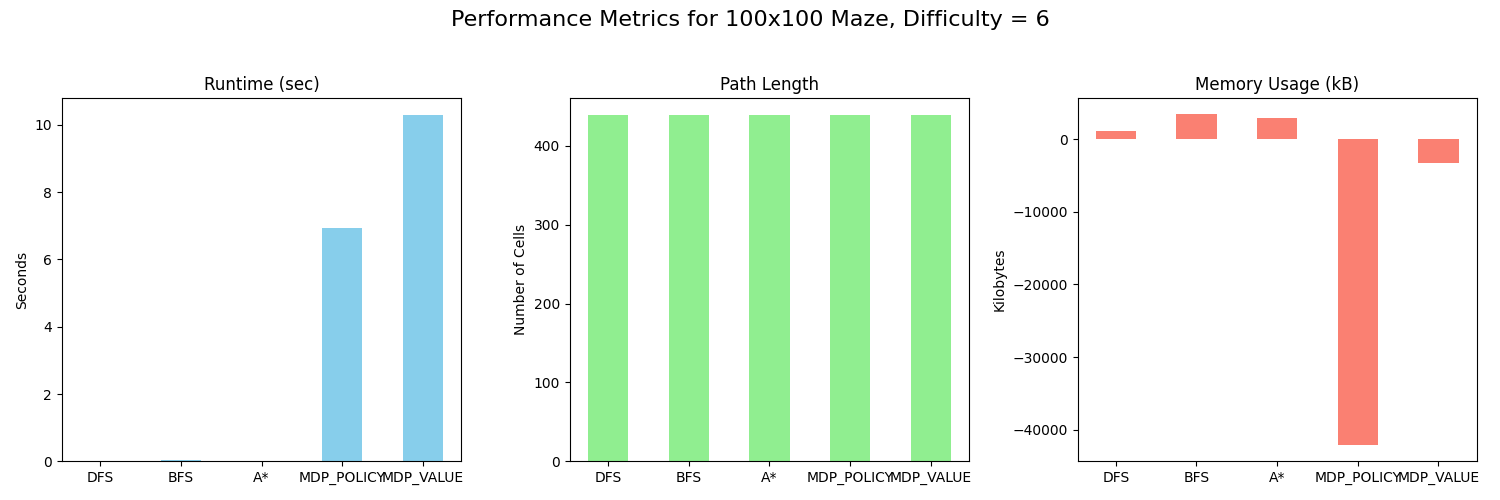 Performance Metrics for 100x100 Maze, Difficulty = 6
Runtime (sec)
Seconds
10
8
6
4
2
0
DFS
BFS
A*
MDP_POLICY
MDP_VALUE
Path Length
Number of Cells
400
300
200
100
0
DFS
BFS
A*
MDP_POLICY
MDP_VALUE
Memory Usage (kB)
Kilobytes
0
−10000
−20000
−30000
−40000
DFS
BFS
A*
MDP_POLICY
MDP_VALUE